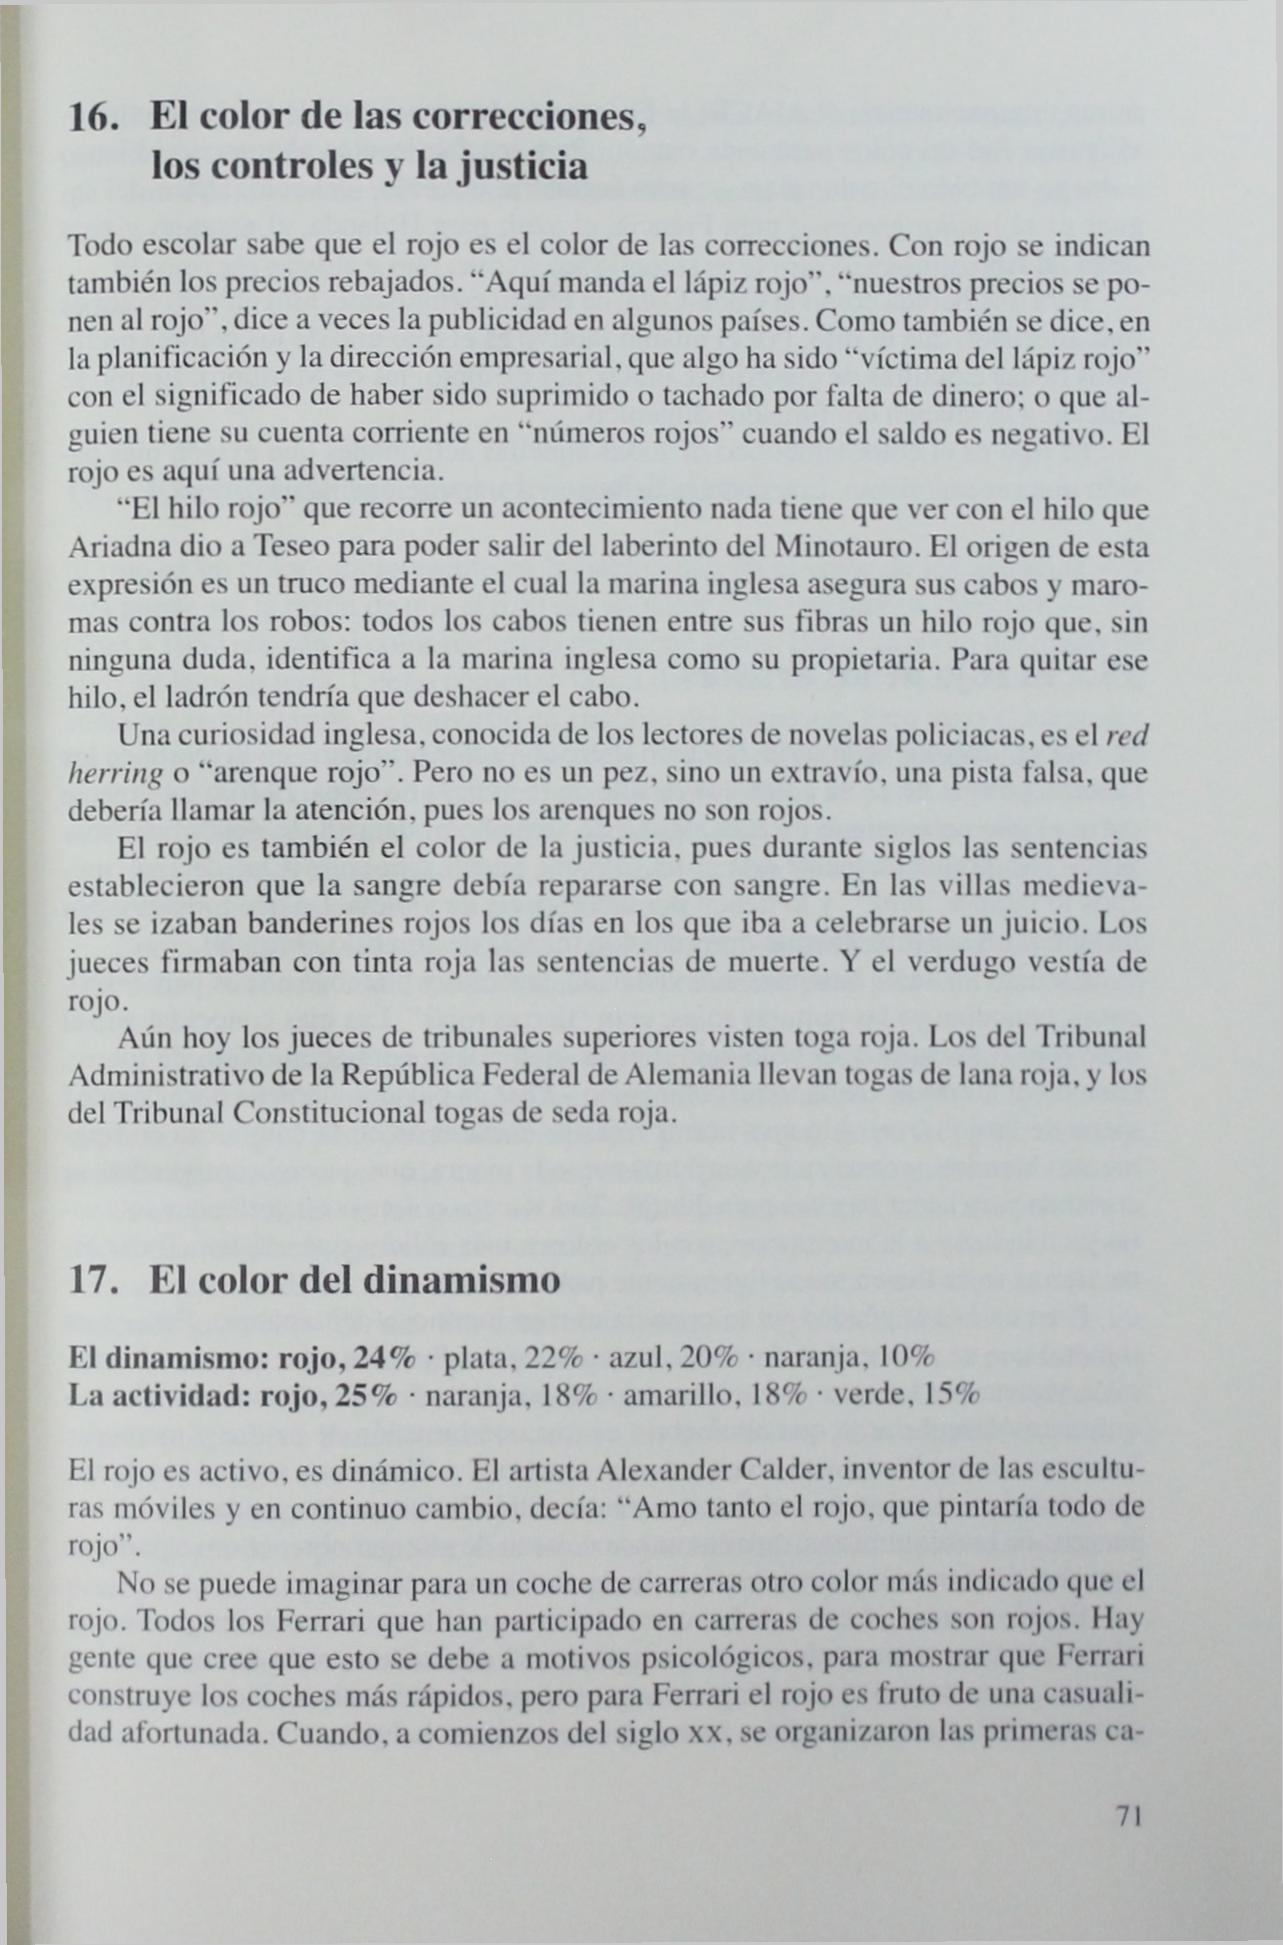 16. El color de las correcciones,
los controles y la justicia
Todo escolar sabe que el rojo es el color de las correcciones. Con rojo se indican
también los precios rebajados. “Aquí manda el lápiz rojo”, “nuestros precios se po-
nen al rojo”, dice a veces la publicidad en algunos países. Como también se dice, en
la planificación y la dirección empresarial, que algo ha sido “víctima del lápiz rojo”
con el significado de haber sido suprimido o tachado por falta de dinero; o que al-
guien tiene su cuenta corriente en “números rojos” cuando el saldo es negativo. El
rojo es aquí una advertencia.
“El hilo rojo” que recorre un acontecimiento nada tiene que ver con el hilo que
Ariadna dio a Teseo para poder salir del laberinto del Minotauro. El origen de esta
expresión es un truco mediante el cual la marina inglesa asegura sus cabos y maro-
mas contra los robos: todos los cabos tienen entre sus fibras un hilo rojo que, sin
ninguna duda, identifica a la marina inglesa como su propietaria. Para quitar ese
hilo, el ladrón tendría que deshacer el cabo.
Una curiosidad inglesa, conocida de los lectores de novelas policiacas, es el red
herring o “arenque rojo”. Pero no es un pez, sino un extravío, una pista falsa, que
debería llamar la atención, pues los arenques no son rojos.
El rojo es también el color de la justicia, pues durante siglos las sentencias
establecieron que la sangre debía repararse con sangre. En las villas medieva-
les se izaban banderines rojos los días en los que iba a celebrarse un juicio. Los
jueces firmaban con tinta roja las sentencias de muerte. Y el verdugo vestía de
rojo.
Aún hoy los jueces de tribunales superiores visten toga roja. Los del Tribunal
Administrativo de la República Federal de Alemania llevan togas de lana roja, y los
del Tribunal Constitucional togas de seda roja.
17. El color del dinamismo
El dinamismo: rojo, 24% · plata, 22% · azul, 20% · naranja, 10%
La actividad: rojo, 25% · naranja, 18% · amarillo, 18% · verde, 15%
El rojo es activo, es dinámico. El artista Alexander Calder, inventor de las escultu-
ras móviles y en continuo cambio, decía: “Amo tanto el rojo, que pintaría todo de
rojo”.
No se puede imaginar para un coche de carreras otro color más indicado que el
rojo. Todos los Ferrari que han participado en carreras de coches son rojos. Hay
gente que cree que esto se debe a motivos psicológicos, para mostrar que Ferrari
construye los coches más rápidos, pero para Ferrari el rojo es fruto de una casuali-
dad afortunada. Cuando, a comienzos del siglo XX, se organizaron las primeras ca-
71